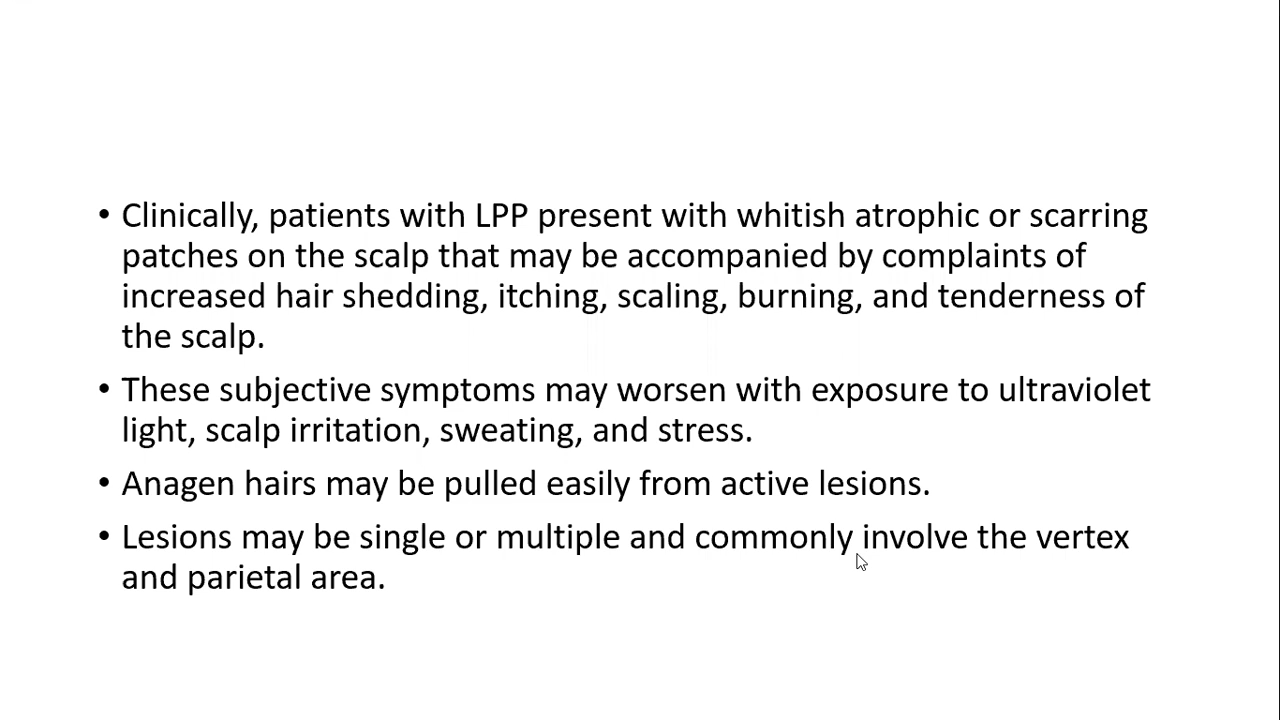 • Clinically, patients with LPP present with whitish atrophic or scarring
patches on the scalp that may be accompanied by complaints of
increased hair shedding, itching, scaling, burning, and tenderness of
the scalp.
• These subjective symptoms may worsen with exposure to ultraviolet
light, scalp irritation, sweating, and stress.
• Anagen hairs may be pulled easily from active lesions.
• Lesions may be single or multiple and commonly involve the vertex
and parietal area.